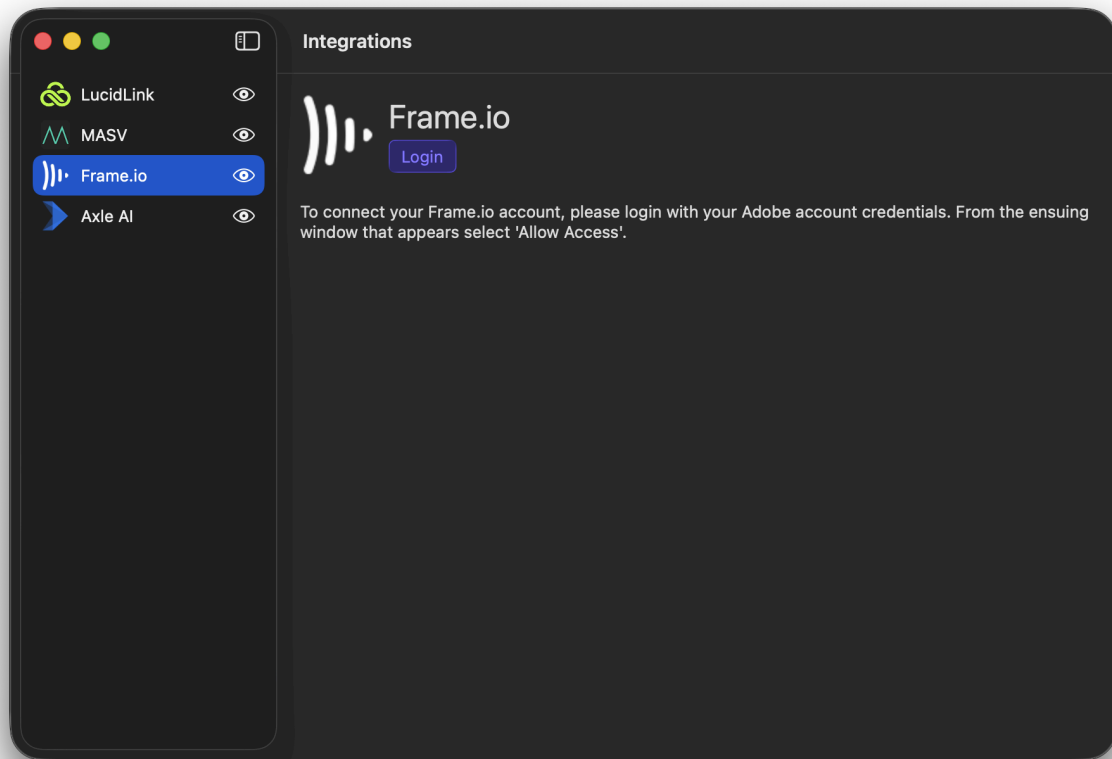 Integrations
LucidLink
MASV
Frame.io
Axle AI
Frame.io
Login
To connect your Frame.io account, please login with your Adobe account credentials. From the ensuing
window that appears select 'Allow Access'.